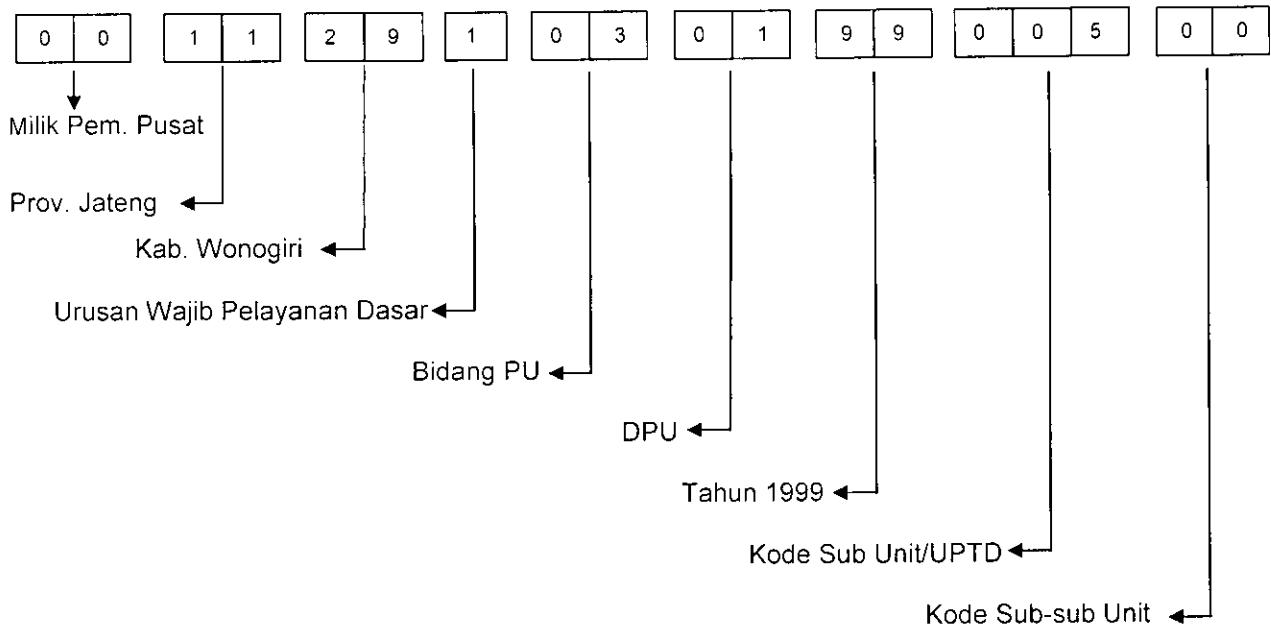 0 0 1 1 2 9 1 0 3 0 1 9 9 0 0 5 0 0
Milik Pem. Pusat
Prov. Jateng
Kab. Wonogiri
Urusan Wajib Pelayanan Dasar
Bidang PU
DPU
Tahun 1999
Kode Sub Unit/UPTD
Kode Sub-sub Unit